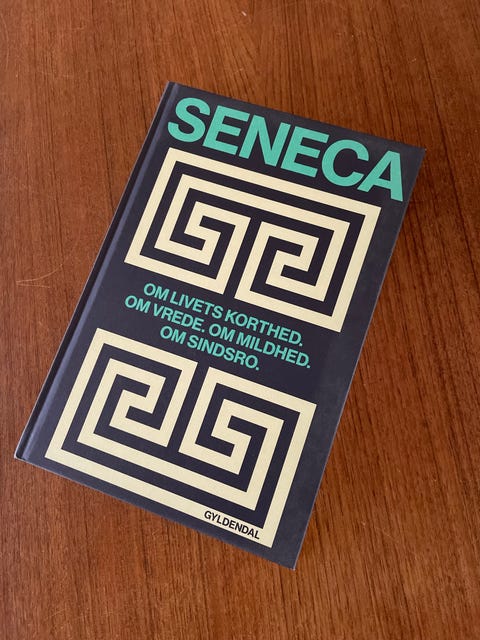 SENECA
OM LIVETS KORTHED.
OM VREDE. OM MILDHED.
OM SINDSRO.
GYLDENDAL